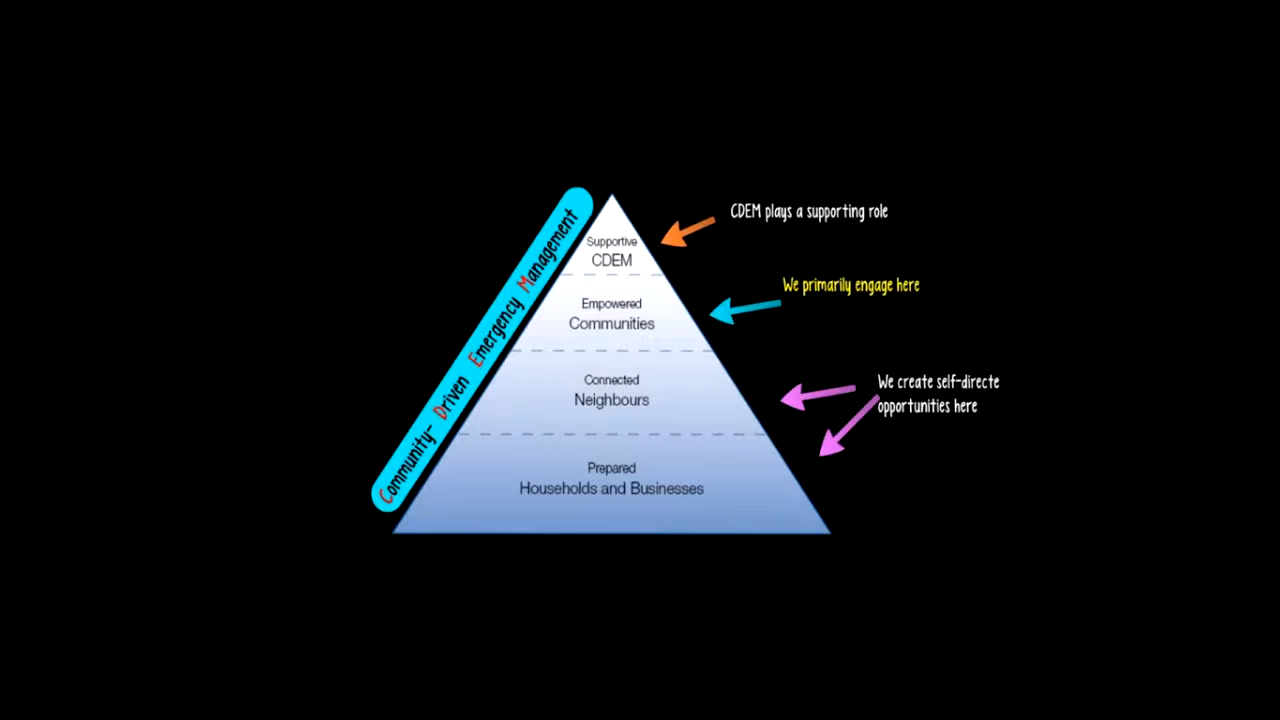 Community- Driven Emergency Management
CDEM plays a supporting role
Supportive
CDEM
We primarily engage here
Empowered
Communities
Connected
Neighbours
We create self-directe
opportunities here
Prepared
Households and Businesses